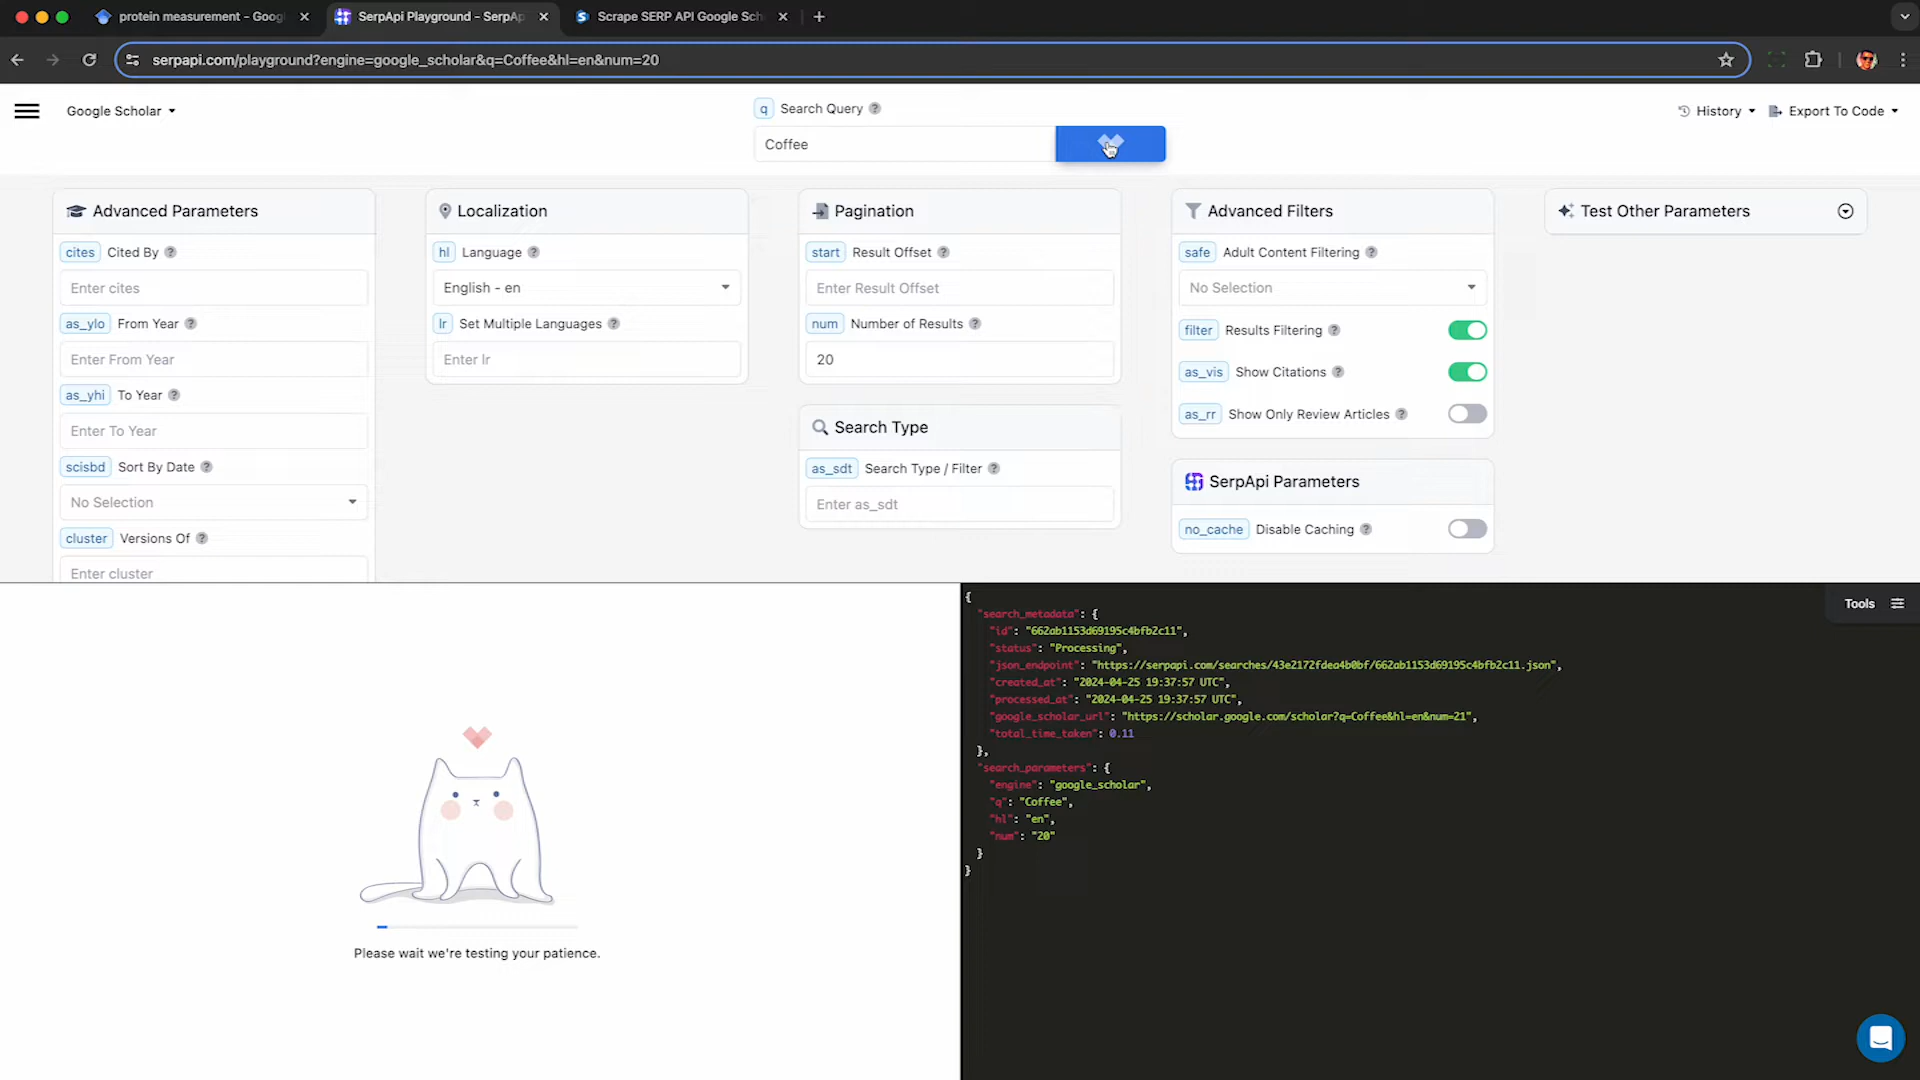 protein measurement - Goog
SerpApi Playground - SerpAp
Scrape SERP API Google Sch
serpapi.com/playground?engine=google_scholar&q=Coffee&hl=en&num=20
Google Scholar
q Search Query ?
Coffee
History
Export To Code
Advanced Parameters
cites Cited By ?
Enter cites
as_ylo From Year ?
Enter From Year
as_yhi To Year ?
Enter To Year
scisbd Sort By Date ?
No Selection
cluster Versions Of ?
Enter cluster
Localization
hl Language ?
English - en
lr Set Multiple Languages ?
Enter lr
Pagination
start Result Offset ?
Enter Result Offset
num Number of Results ?
20
Search Type
as_sdt Search Type / Filter ?
Enter as_sdt
Advanced Filters
safe Adult Content Filtering ?
No Selection
filter Results Filtering ?
as_vis Show Citations ?
as_rr Show Only Review Articles ?
SerpApi Parameters
no_cache Disable Caching ?
Test Other Parameters
Please wait we're testing your patience.
Tools
{
"search_metadata": {
"id": "662ab1153d69195c4bfb2c11",
"status": "Processing",
"json_endpoint": "https://serpapi.com/searches/43e2172fdea4b0bf/662ab1153d69195c4bfb2c11.json",
"created_at": "2024-04-25 19:37:57 UTC",
"processed_at": "2024-04-25 19:37:57 UTC",
"google_scholar_url": "https://scholar.google.com/scholar?q=Coffee&hl=en&num=21",
"total_time_taken": 0.11
},
"search_parameters": {
"engine": "google_scholar",
"q": "Coffee",
"hl": "en",
"num": "20"
}
}